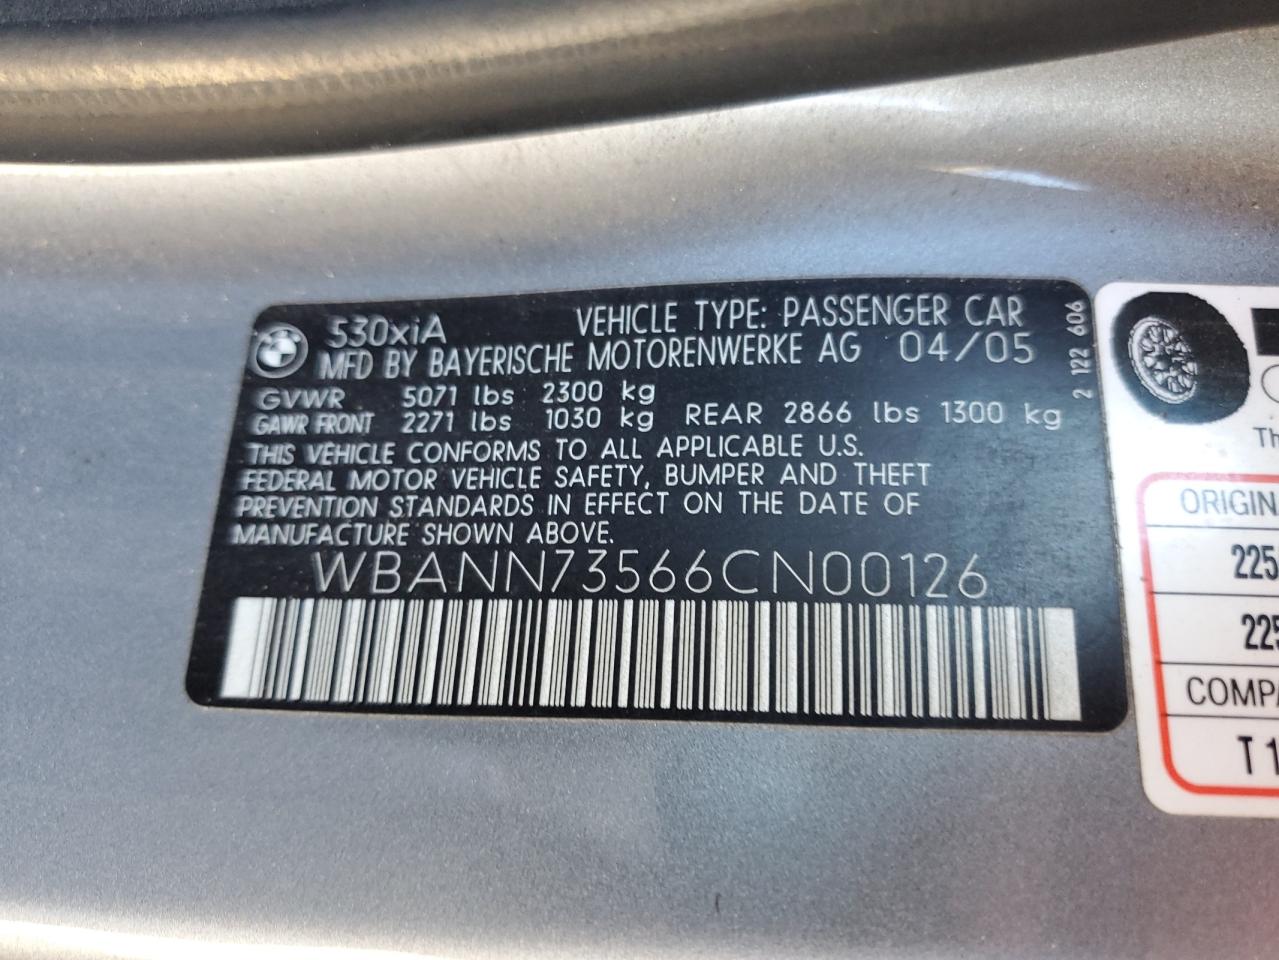 530xiA VEHICLE TYPE: PASSENGER CAR
MFD BY BAYERISCHE MOTORENWERKE AG 04/05
GVWR 5071 lbs 2300 kg
GAWR FRONT 2271 lbs 1030 kg REAR 2866 lbs 1300 kg
THIS VEHICLE CONFORMS TO ALL APPLICABLE U.S.
FEDERAL MOTOR VEHICLE SAFETY, BUMPER AND THEFT
PREVENTION STANDARDS IN EFFECT ON THE DATE OF
MANUFACTURE SHOWN ABOVE.
WBANN73566CN00126
2 122 606
Th
ORIGIN
225
225
COMPA
T 1